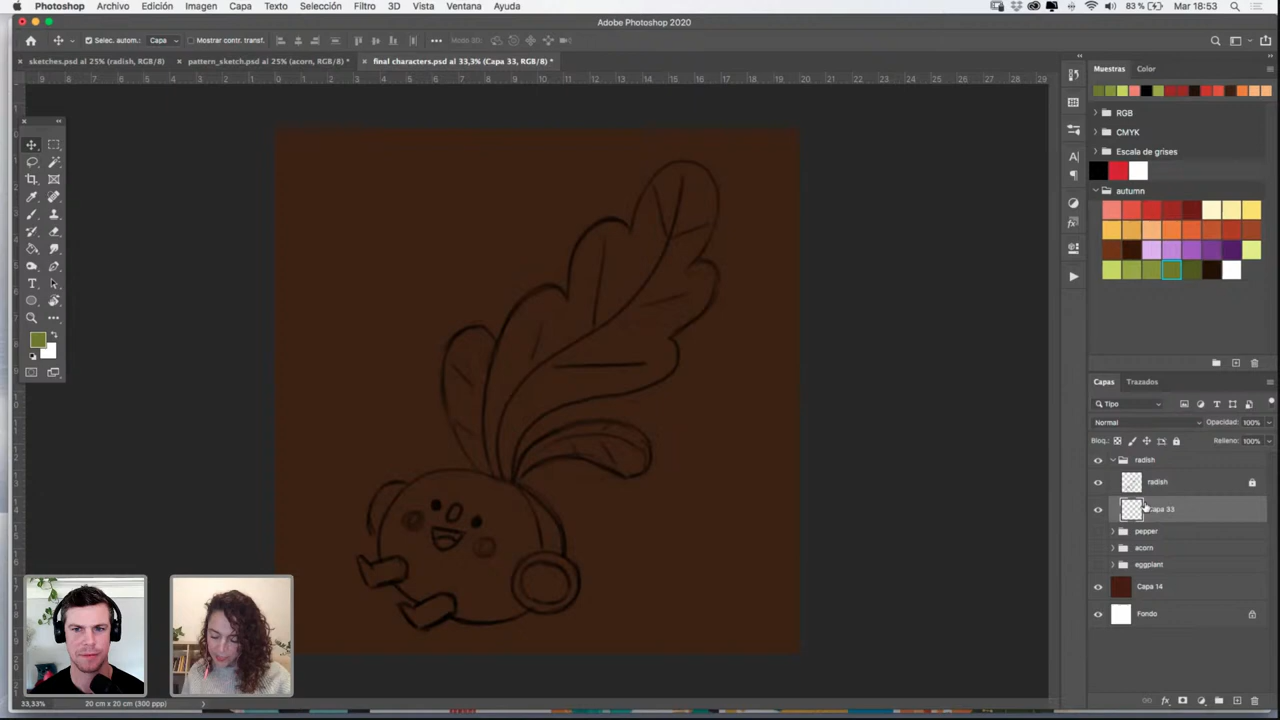 Photoshop Archivo Edición Imagen Capa Texto Selección Filtro 3D Vista Ventana Ayuda
83 % Mar 18:53
Adobe Photoshop 2020
Selec. autom.: Capa Mostrar contr. transf. Modo 3D:
sketches.psd al 25% (radish, RGB/8) pattern_sketch.psd al 25% (acorn, RGB/8) * final characters.psd al 33,3% (Capa 33, RGB/8) *
Muestras Color
RGB
CMYK
Escala de grises
autumn
Capas Trazados
Tipo
Normal Opacidad: 100%
Bloq.: Relleno: 100%
radish
radish
Capa 33
pepper
acorn
eggplant
Capa 14
Fondo
33,33% 20 cm x 20 cm (300 ppp)